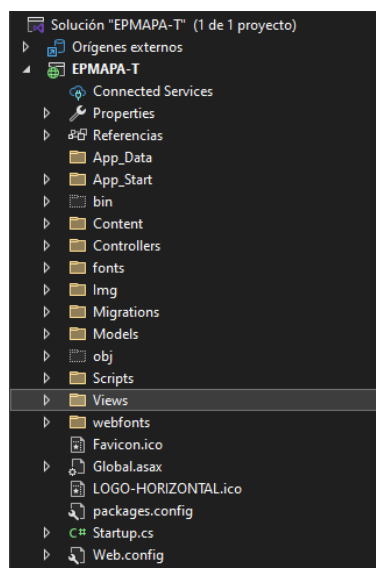 Solución "EPMAPA-T" (1 de 1 proyecto)
Orígenes externos
EPMAPA-T
Connected Services
Properties
Referencias
App_Data
App_Start
bin
Content
Controllers
fonts
Img
Migrations
Models
obj
Scripts
Views
webfonts
Favicon.ico
Global.asax
LOGO-HORIZONTAL.ico
packages.config
C# Startup.cs
Web.config